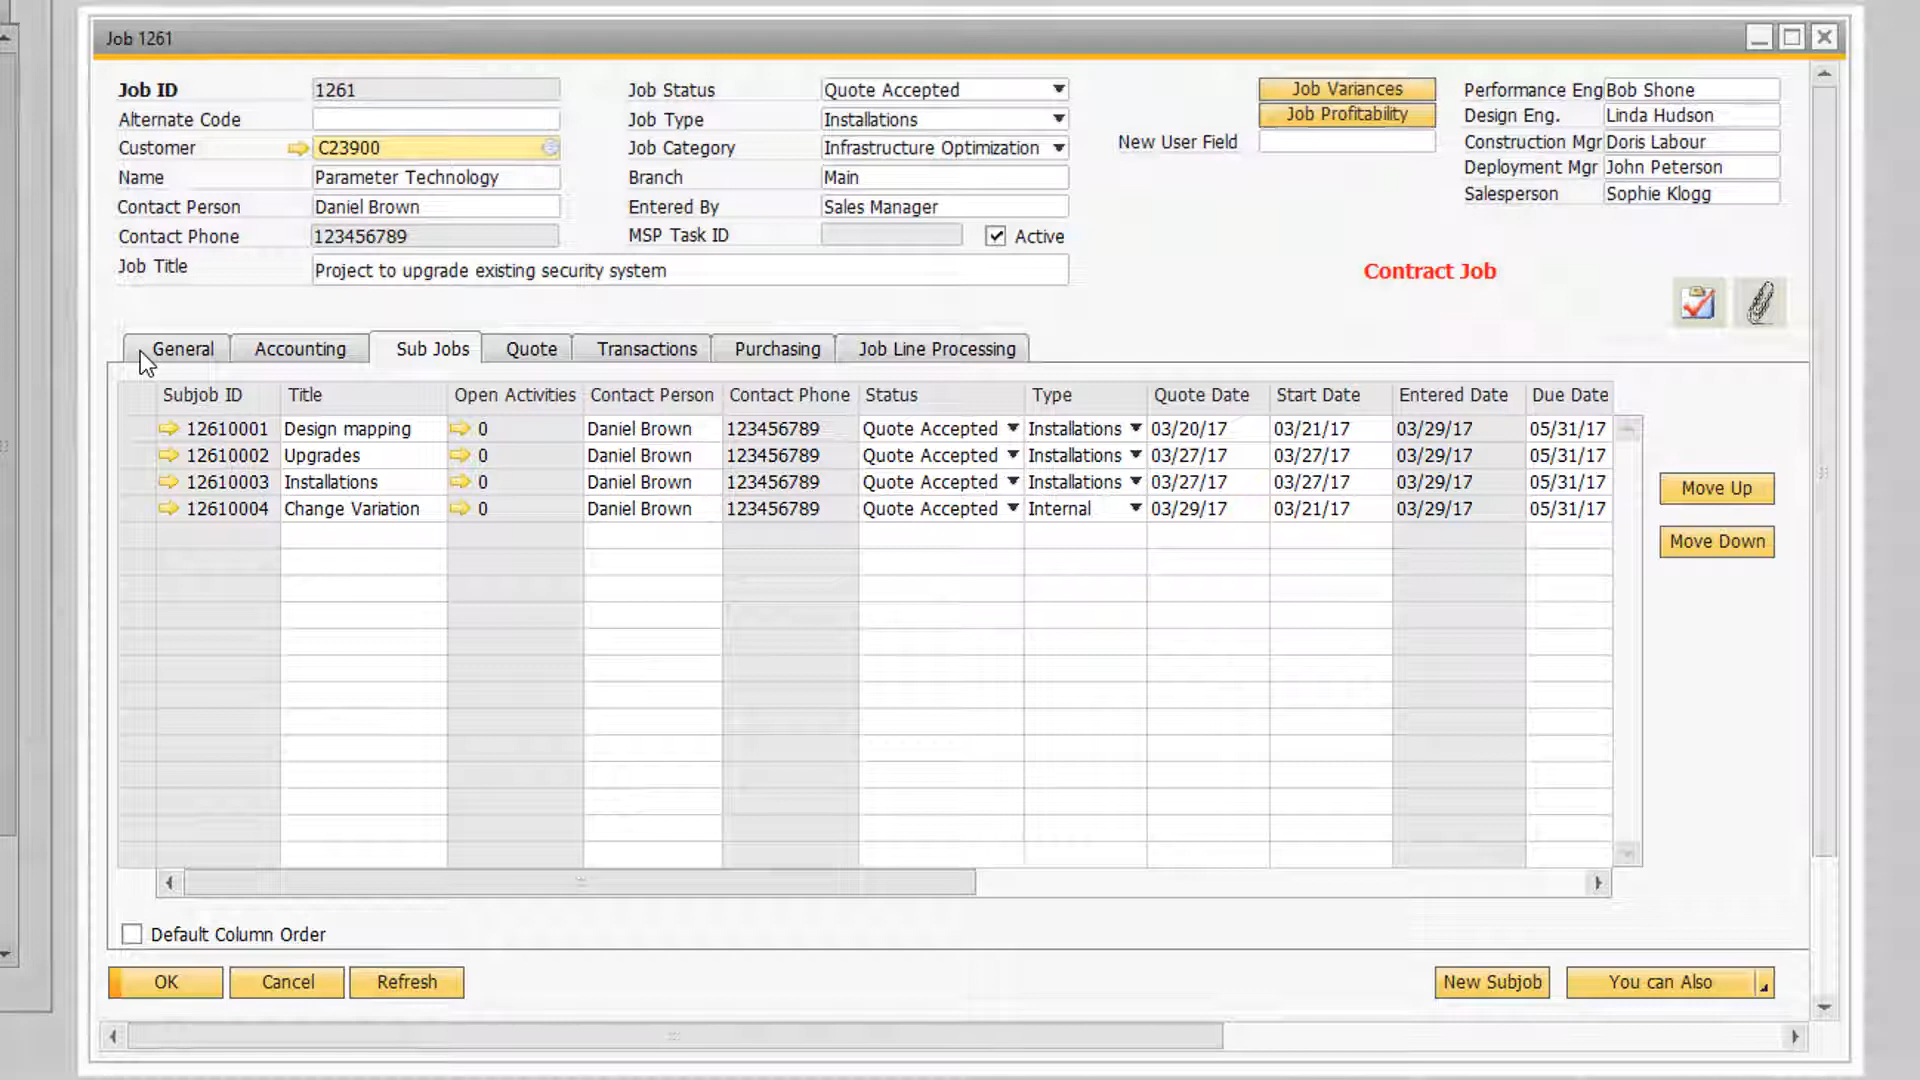 Job 1261
Job ID 1261 Job Status Quote Accepted Job Variances Performance Eng Bob Shone
Alternate Code Job Type Installations Job Profitability Design Eng. Linda Hudson
Customer C23900 Job Category Infrastructure Optimization New User Field Construction Mgr Doris Labour
Name Parameter Technology Branch Main Deployment Mgr John Peterson
Contact Person Daniel Brown Entered By Sales Manager Salesperson Sophie Klogg
Contact Phone 123456789 MSP Task ID Active
Job Title Project to upgrade existing security system Contract Job
General Accounting Sub Jobs Quote Transactions Purchasing Job Line Processing
Subjob ID Title Open Activities Contact Person Contact Phone Status Type Quote Date Start Date Entered Date Due Date
12610001 Design mapping 0 Daniel Brown 123456789 Quote Accepted Installations 03/20/17 03/21/17 03/29/17 05/31/17
12610002 Upgrades 0 Daniel Brown 123456789 Quote Accepted Installations 03/27/17 03/27/17 03/29/17 05/31/17
12610003 Installations 0 Daniel Brown 123456789 Quote Accepted Installations 03/27/17 03/27/17 03/29/17 05/31/17
12610004 Change Variation 0 Daniel Brown 123456789 Quote Accepted Internal 03/29/17 03/21/17 03/29/17 05/31/17
Move Up
Move Down
Default Column Order
OK Cancel Refresh New Subjob You can Also